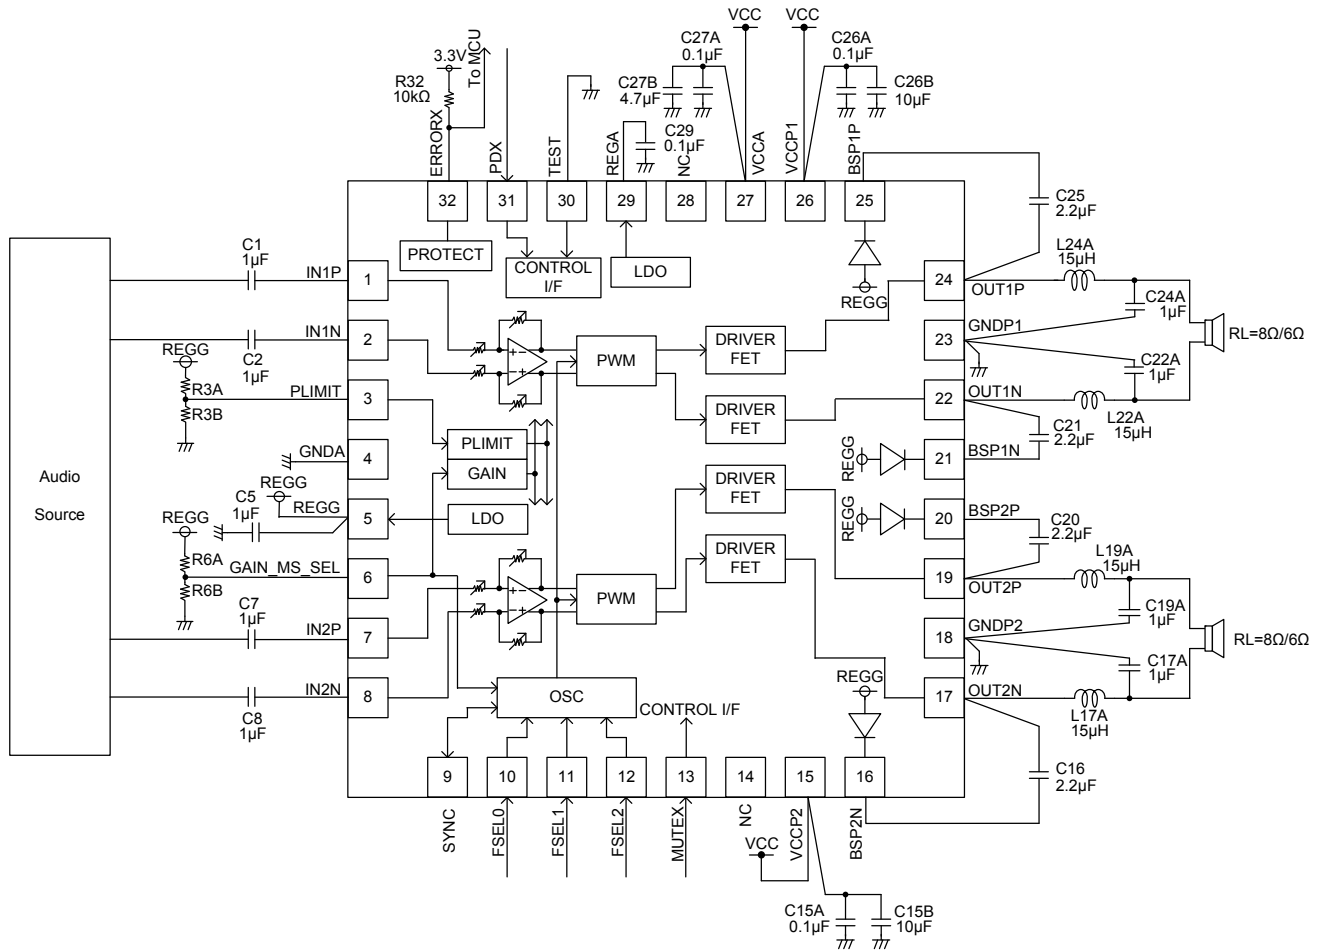 VCC
VCC
C27A
0.1µF
C26A
0.1µF
3.3V
To MCU
R32
10kΩ
C27B
4.7µF
C26B
10µF
C29
0.1µF
ERRORX
PDX
TEST
REGA
NC
VCCA
VCCP1
BSP1P
32
31
30
29
28
27
26
25
C25
2.2µF
PROTECT
CONTROL
I/F
LDO
REGG
L24A
15µH
C1
1µF
IN1P
1
24
OUT1P
C24A
1µF
IN1N
2
C2
1µF
+-
-+
PWM
DRIVER
FET
23
GNDP1
RL=8Ω/6Ω
C22A
1µF
REGG
R3A
R3B
PLIMIT
3
DRIVER
FET
22
OUT1N
L22A
15µH
C21
2.2µF
PLIMIT
GAIN
GNDA
4
REGG
21
BSP1N
Audio
Source
REGG
C5
1µF
REGG
5
LDO
DRIVER
FET
REGG
20
BSP2P
C20
2.2µF
REGG
R6A
R6B
GAIN_MS_SEL
6
DRIVER
FET
19
OUT2P
L19A
15µH
+-
-+
PWM
C19A
1µF
C7
1µF
IN2P
7
18
GNDP2
RL=8Ω/6Ω
C17A
1µF
IN2N
8
C8
1µF
OSC
CONTROL I/F
REGG
17
OUT2N
L17A
15µH
9
10
11
12
13
14
15
16
C16
2.2µF
SYNC
FSEL0
FSEL1
FSEL2
MUTEX
NC
VCCP2
BSP2N
VCC
C15A
0.1µF
C15B
10µF